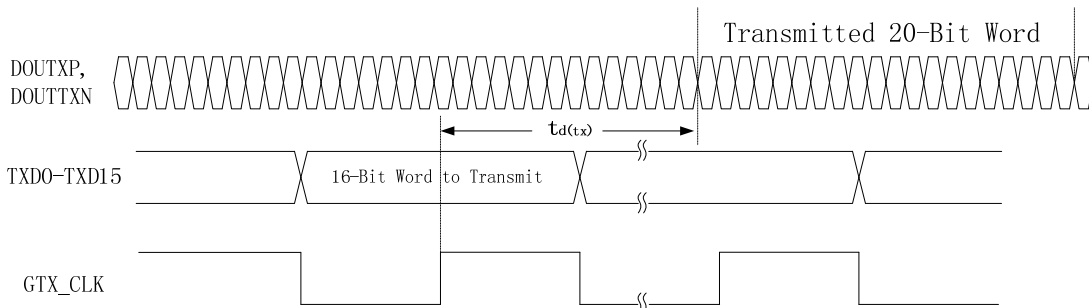 Transmitted 20-Bit Word
DOUTXP,
DOUTTXN
td(tx)
TXD0-TXD15
16-Bit Word to Transmit
GTX_CLK